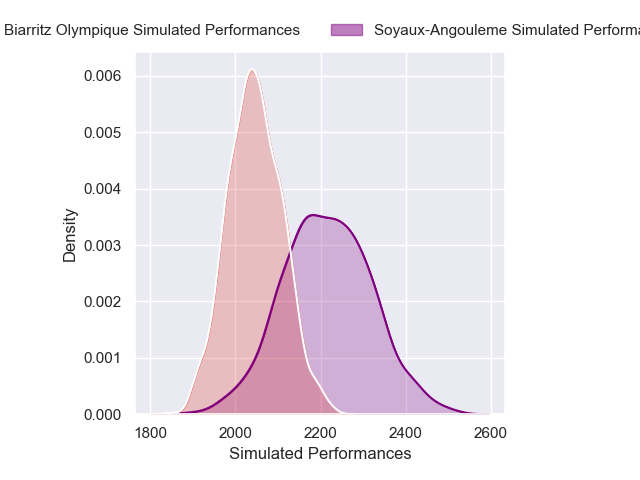 Biarritz Olympique Simulated Performances
Soyaux-Angouleme Simulated
0.006
0.005
0.004
0.003
0.002
0.001
0.000
Density
1800 2000 2200 2400 2600
Simulated Performances